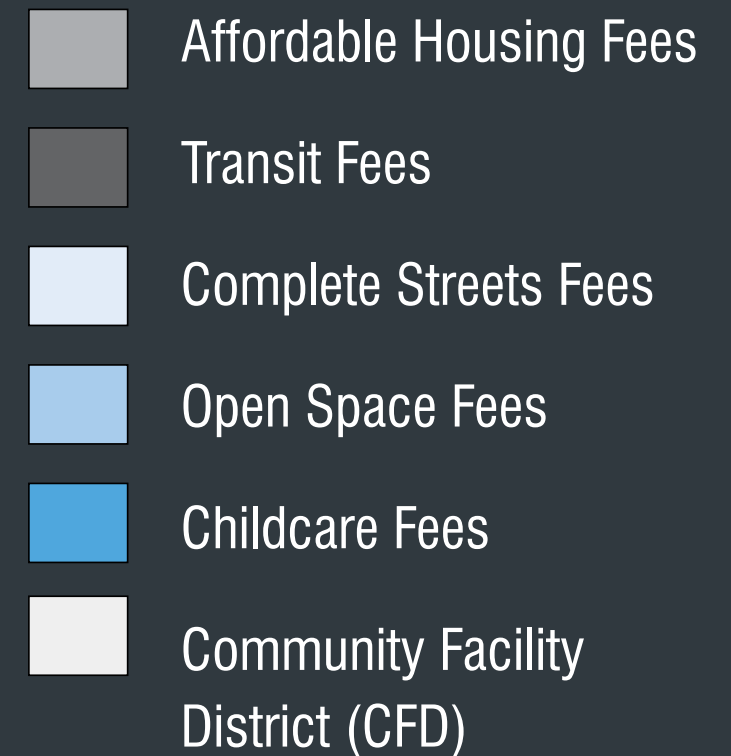 Affordable Housing Fees
Transit Fees
Complete Streets Fees
Open Space Fees
Childcare Fees
Community Facility
District (CFD)